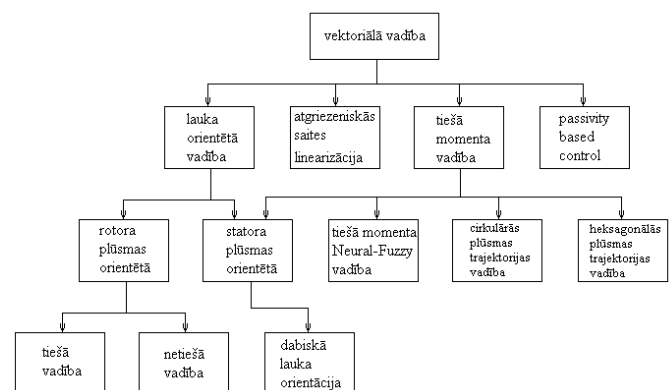 vektoriālā vadība
lauka
orientētā
vadība
atgriezeniskās
saites
linearizācija
tiešā
momenta
vadība
passivity
based
control
rotora
plūsmas
orientētā
statora
plūsmas
orientētā
tiešā momenta
Neural-Fuzzy
vadība
cirkulārās
plūsmas
trajektorijas
vadība
heksagonālās
plūsmas
trajektorijas
vadība
tiešā
vadība
netiešā
vadība
dabiskā
lauka
orientācija